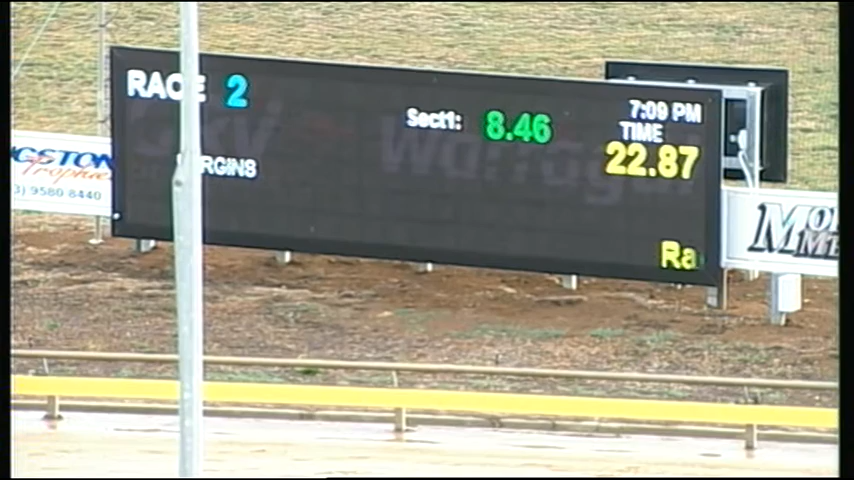 RACE 2
Sect1: 8.46
7:09 PM
TIME
22.87
RGINS
Ra
GSTON
Trophies
3) 9580 8440
MO
ME